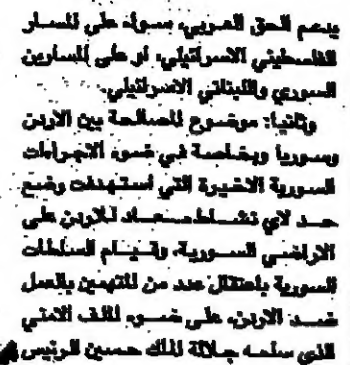 يدعم الحق العربي، سواء على المسار
الفلسطيني الاسرائيلي، او على المسارين
السوري واللبناني الاسرائيلي.
وثانيا: موضوع المصالحة بين الاردن
وسوريا وبخاصة في ضوء الاجراءات
السورية الاخيرة التي استهدفت وضع
حد لاي نشاط معاد للاردن على
الاراضي السورية، وقيام السلطات
السورية باعتقال عدد من المتهمين بالعمل
ضد الاردن، على ضوء الملف الامني
الذي سلمه جلالة الملك حسين للرئيس